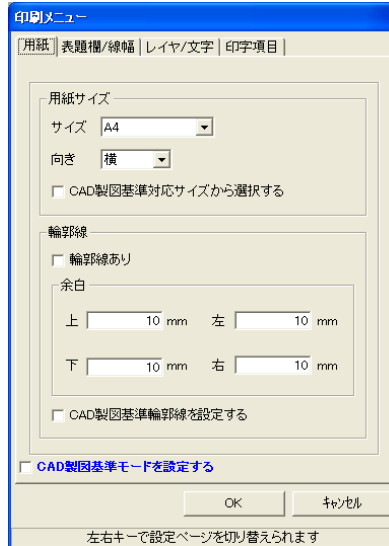 印刷メニュー
用紙 表題欄/線幅 レイヤ/文字 印字項目
用紙サイズ
サイズ A4
向き 横
CAD製図基準対応サイズから選択する
輪郭線
輪郭線あり
余白
上 10 mm 左 10 mm
下 10 mm 右 10 mm
CAD製図基準輪郭線を設定する
CAD製図基準モードを設定する
OK キャンセル
左右キーで設定ページを切り替えられます